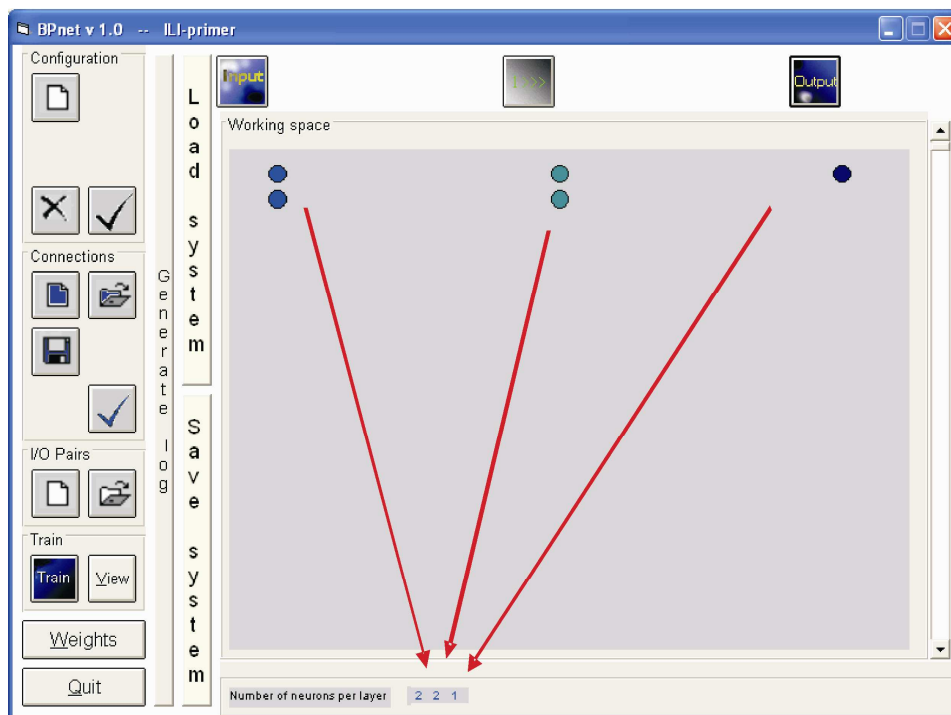 BPnet v 1.0 -- ILI-primer
Configuration
Connections
I/O Pairs
Train
Train
View
Weights
Quit
Generate log
Load system
Save system
Input
>>>
Output
Working space
Number of neurons per layer 2 2 1